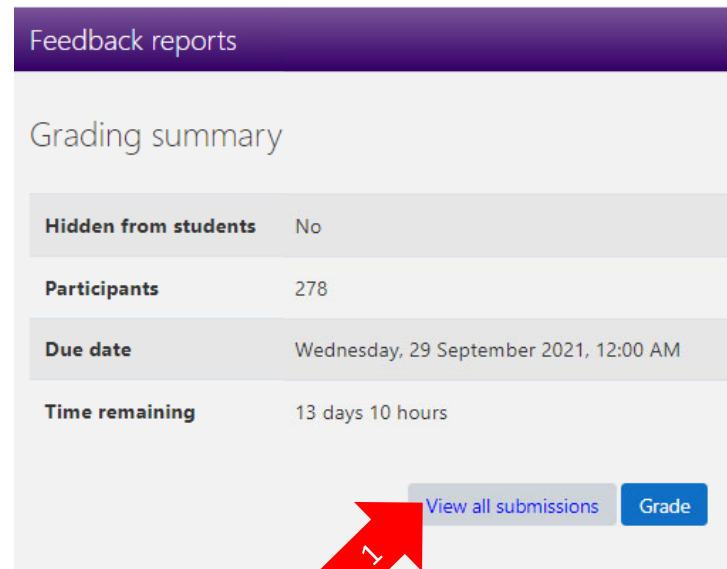 Feedback reports
Grading summary
Hidden from students No
Participants 278
Due date Wednesday, 29 September 2021, 12:00 AM
Time remaining 13 days 10 hours
View all submissions Grade
1